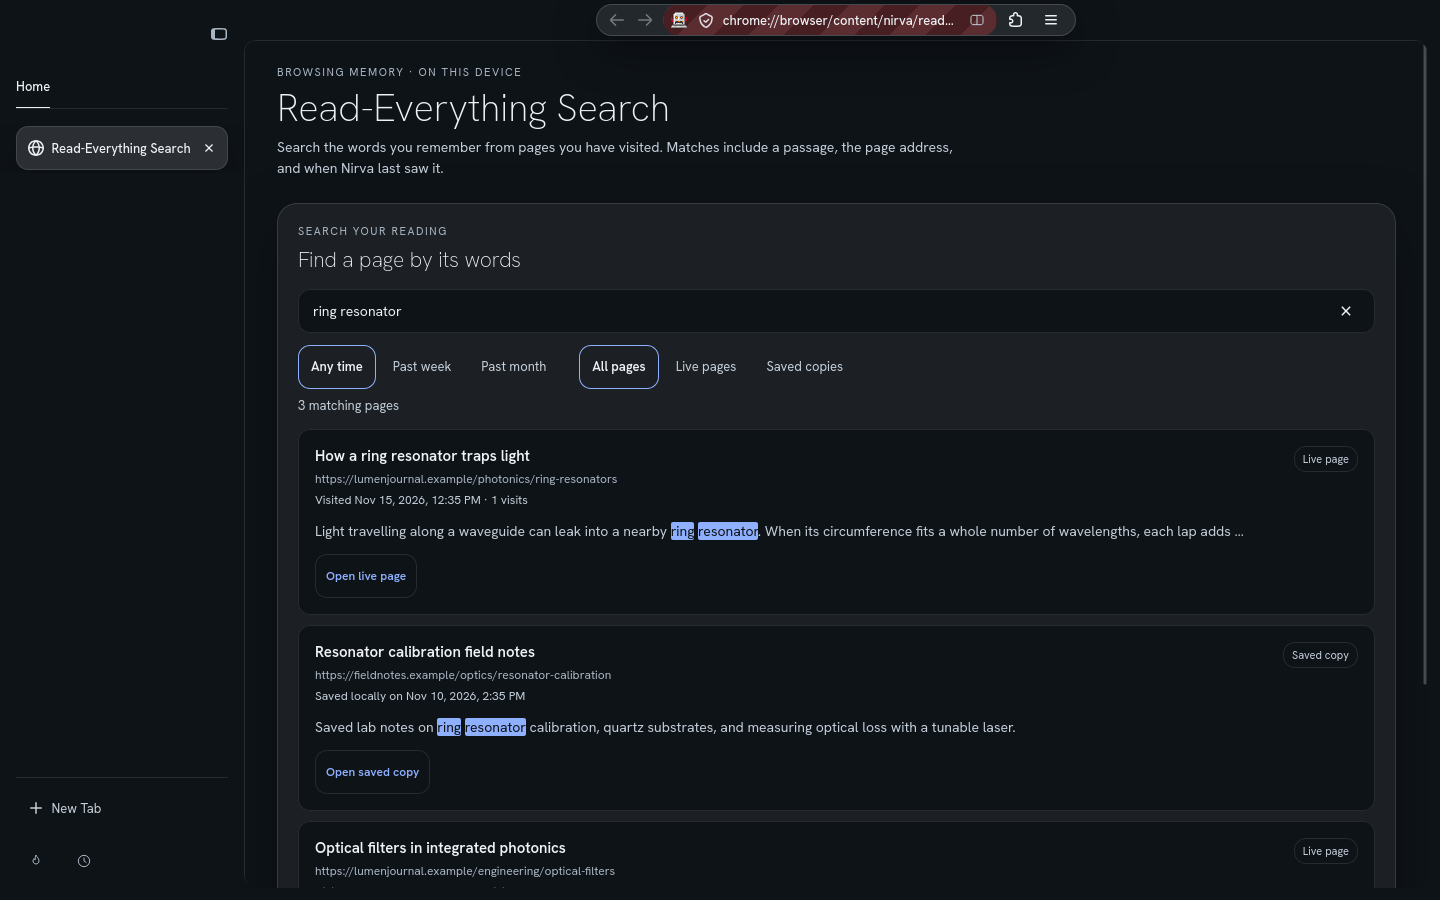 chrome://browser/content/nirva/read...
Home
Read-Everything Search
BROWSING MEMORY · ON THIS DEVICE
Read-Everything Search
Search the words you remember from pages you have visited. Matches include a passage, the page address,
and when Nirva last saw it.
SEARCH YOUR READING
Find a page by its words
ring resonator
Any time Past week Past month All pages Live pages Saved copies
3 matching pages
How a ring resonator traps light
Live page
https://lumenjournal.example/photonics/ring-resonators
Visited Nov 15, 2026, 12:35 PM · 1 visits
Light travelling along a waveguide can leak into a nearby ring resonator. When its circumference fits a whole number of wavelengths, each lap adds ...
Open live page
Resonator calibration field notes
Saved copy
https://fieldnotes.example/optics/resonator-calibration
Saved locally on Nov 10, 2026, 2:35 PM
Saved lab notes on ring resonator calibration, quartz substrates, and measuring optical loss with a tunable laser.
Open saved copy
Optical filters in integrated photonics
Live page
https://lumenjournal.example/engineering/optical-filters
New Tab